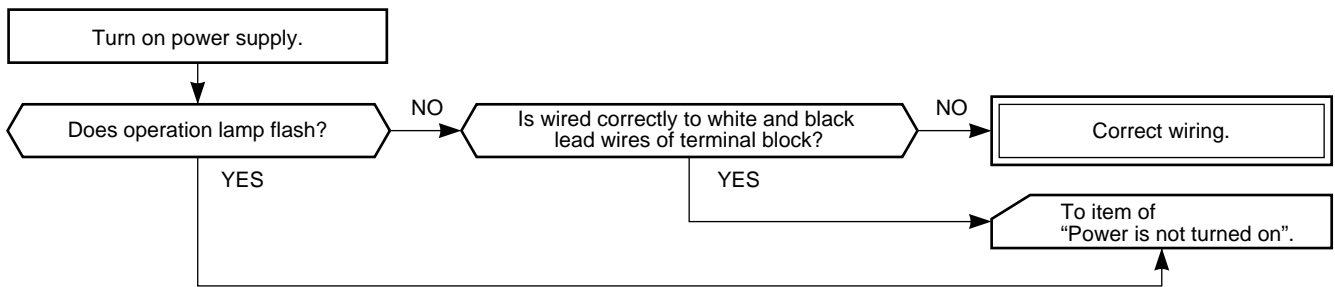 Turn on power supply.
Does operation lamp flash?
NO
Is wired correctly to white and black
lead wires of terminal block?
NO
Correct wiring.
YES
YES
To item of
“Power is not turned on”.